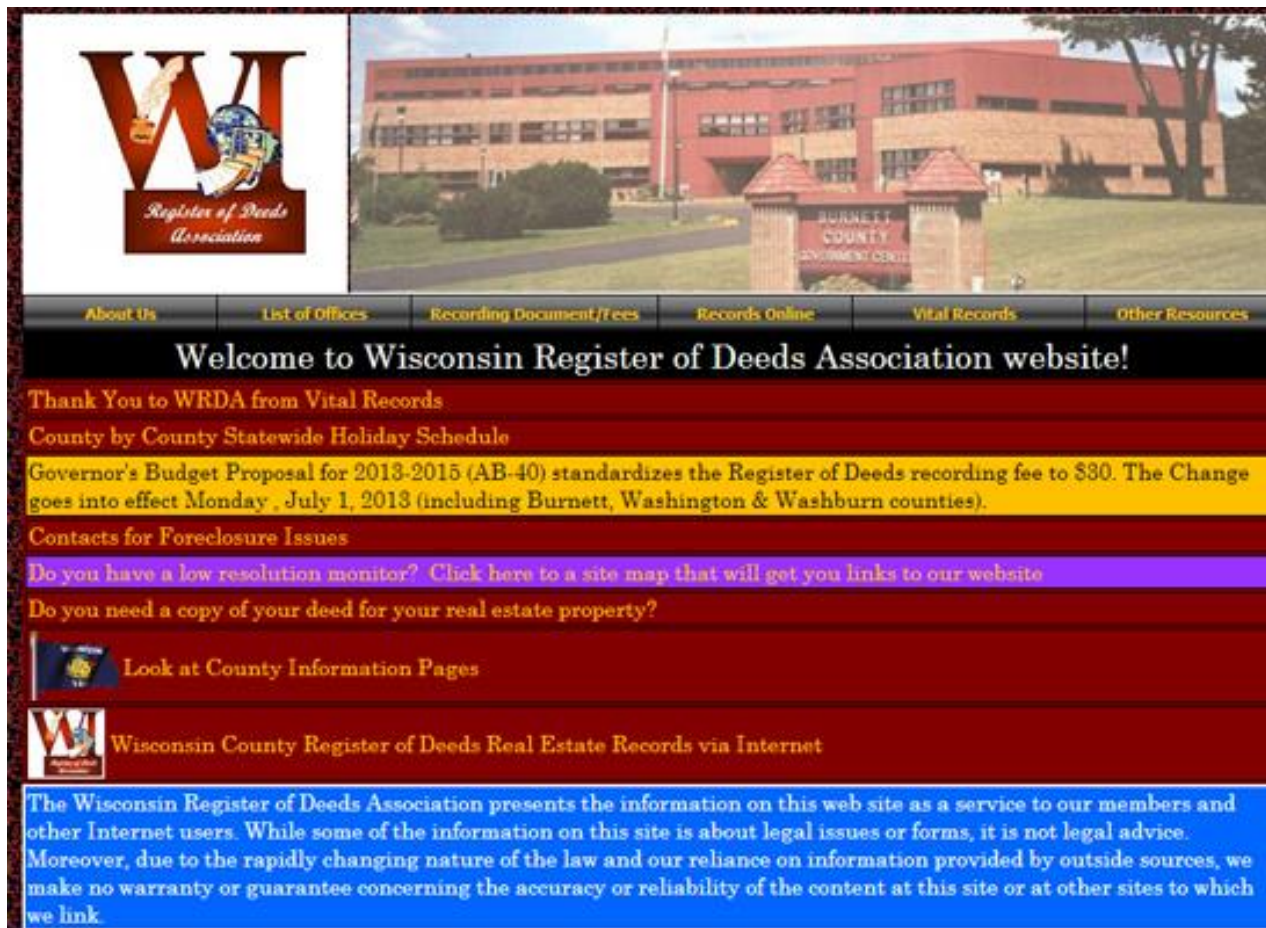 WI
Register of Deeds
Association
BURNETT
COUNTY
GOVERNMENT CENTER
About Us
List of Offices
Recording Document/Fees
Records Online
Vital Records
Other Resources
Welcome to Wisconsin Register of Deeds Association website!
Thank You to WRDA from Vital Records
County by County Statewide Holiday Schedule
Governor's Budget Proposal for 2013-2015 (AB-40) standardizes the Register of Deeds recording fee to $30. The Change
goes into effect Monday , July 1, 2013 (including Burnett, Washington & Washburn counties).
Contacts for Foreclosure Issues
Do you have a low resolution monitor?  Click here to a site map that will get you links to our website
Do you need a copy of your deed for your real estate property?
Look at County Information Pages
WI
Wisconsin County Register of Deeds Real Estate Records via Internet
The Wisconsin Register of Deeds Association presents the information on this web site as a service to our members and
other Internet users. While some of the information on this site is about legal issues or forms, it is not legal advice.
Moreover, due to the rapidly changing nature of the law and our reliance on information provided by outside sources, we
make no warranty or guarantee concerning the accuracy or reliability of the content at this site or at other sites to which
we link.